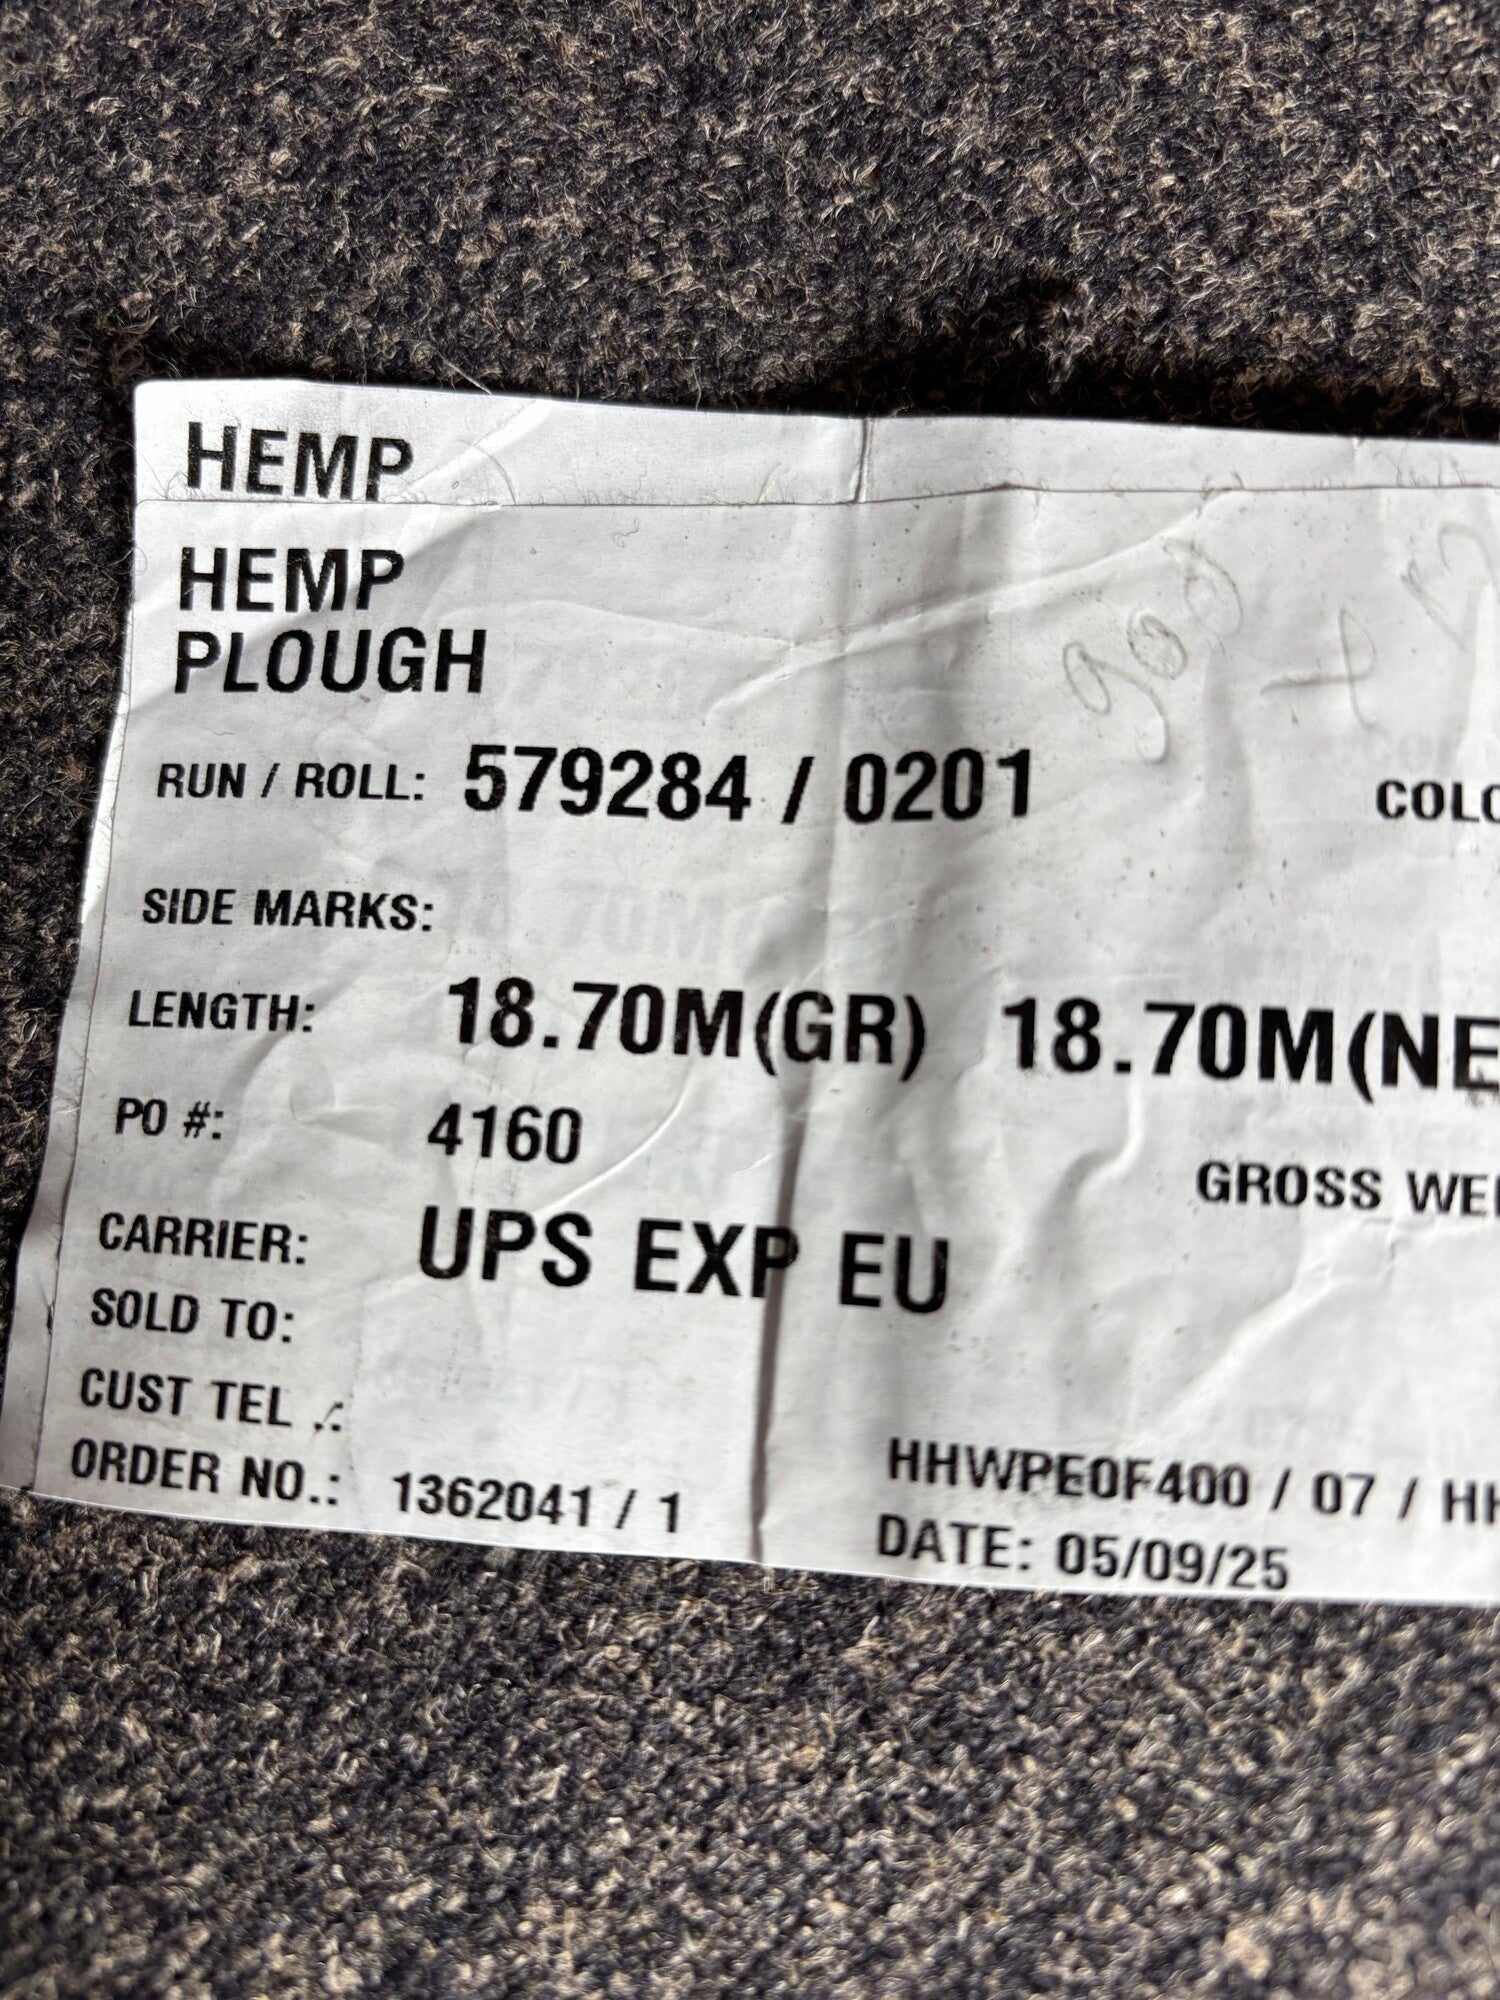 HEMP
HEMP
PLOUGH
RUN / ROLL: 579284 / 0201
COLO
SIDE MARKS:
LENGTH: 18.70M(GR) 18.70M(NE
PO #: 4160
GROSS WEI
CARRIER: UPS EXP EU
SOLD TO:
CUST TEL .:
ORDER NO.: 1362041 / 1
HHWPE0F400 / 07 / HH
DATE: 05/09/25